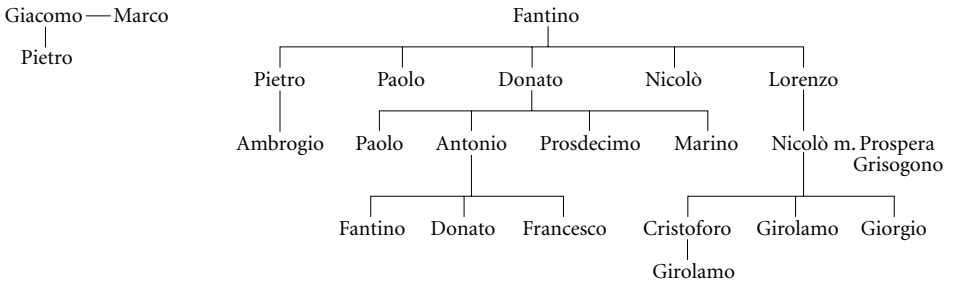 Giacomo Marco Fantino
Pietro
Pietro Paolo Donato Nicolò Lorenzo
Ambrogio Paolo Antonio Prosdecimo Marino Nicolò m. Prospera
Grisogono
Fantino Donato Francesco Cristoforo Girolamo Giorgio
Girolamo